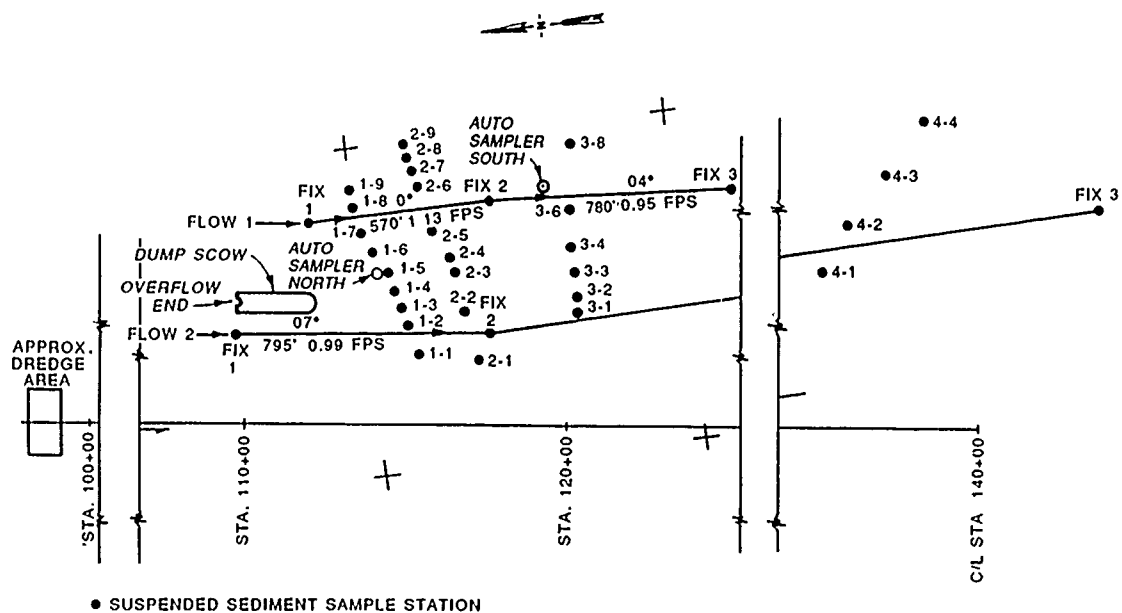 N
4-4
2-9
2-8
2-7
2-6
AUTO
SAMPLER
SOUTH
3-8
4-3
FIX
1
1-9
1-8
0°
FIX 2
04°
FIX 3
FIX 3
FLOW 1
570' 1 13 FPS
3-6
780' 0.95 FPS
4-2
1-7
2-5
1-6
2-4
3-4
DUMP SCOW
AUTO
SAMPLER
NORTH
1-5
2-3
3-3
4-1
OVERFLOW
END
1-4
3-2
1-3
2-2
FIX
2
3-1
07°
1-2
FLOW 2
FIX
1
795' 0.99 FPS
1-1
2-1
APPROX.
DREDGE
AREA
STA. 100+00
STA. 110+00
STA. 120+00
C/L STA 140+00
SUSPENDED SEDIMENT SAMPLE STATION